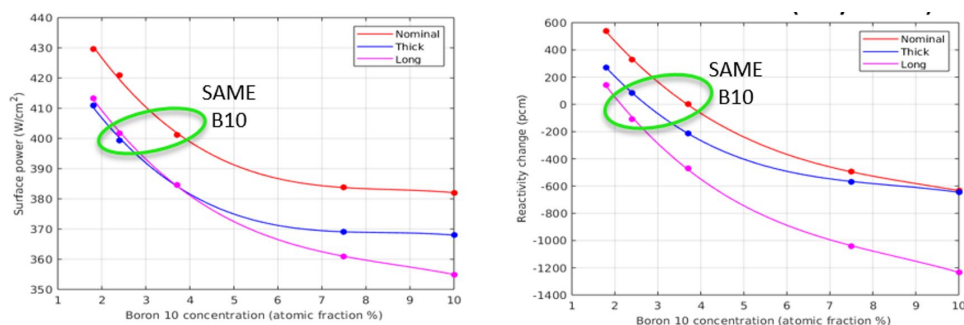 440
430
420
410
400
390
380
370
360
350
1 2 3 4 5 6 7 8 9 10
Surface power (W/cm²)
Boron 10 concentration (atomic fraction %)
Nominal
Thick
Long
SAME
B10
600
400
200
0
-200
-400
-600
-800
-1000
-1200
-1400
1 2 3 4 5 6 7 8 9 10
Reactivity change (pcm)
Boron 10 concentration (atomic fraction %)
Nominal
Thick
Long
SAME
B10